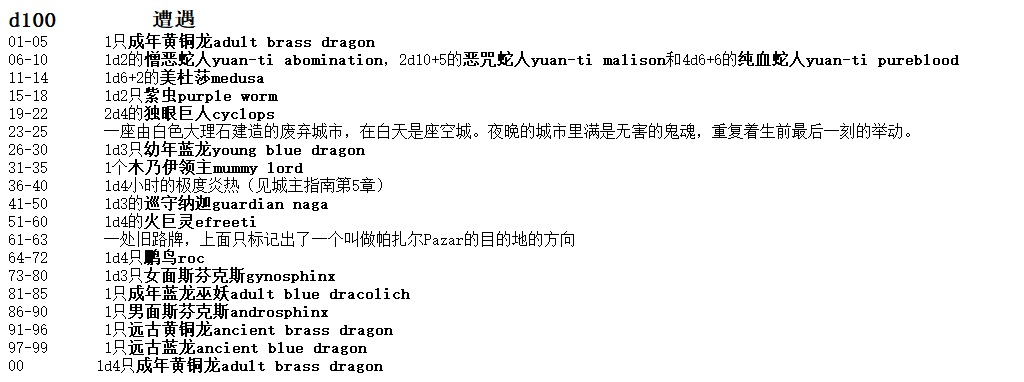 d100 遭遇
01-05 1只成年黄铜龙adult brass dragon
06-10 1d2的憎恶蛇人yuan-ti abomination，2d10+5的恶咒蛇人yuan-ti malison和4d6+6的纯血蛇人yuan-ti pureblood
11-14 1d6+2的美杜莎medusa
15-18 1d2只紫虫purple worm
19-22 2d4的独眼巨人cyclops
23-25 一座由白色大理石建造的废弃城市，在白天是座空城。夜晚的城市里满是无害的鬼魂，重复着生前最后一刻的举动。
26-30 1d3只幼年蓝龙young blue dragon
31-35 1个木乃伊领主mummy lord
36-40 1d4小时的极度炎热（见城主指南第5章）
41-50 1d3的巡守纳迦guardian naga
51-60 1d4的火巨灵efreeti
61-63 一处旧路牌，上面只标记出了一个叫做帕扎尔Pazar的目的地的方向
64-72 1d4只鹏鸟roc
73-80 1d3只女面斯芬克斯gynosphinx
81-85 1只成年蓝龙巫妖adult blue dracolich
86-90 1只男面斯芬克斯androsphinx
91-96 1只远古黄铜龙ancient brass dragon
97-99 1只远古蓝龙ancient blue dragon
00 1d4只成年黄铜龙adult brass dragon